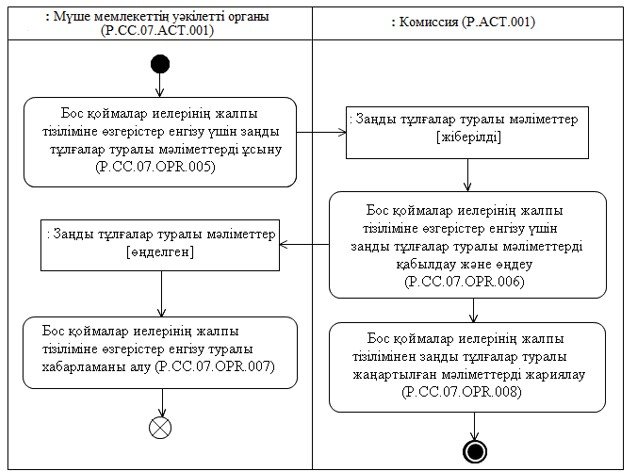 : Мүше мемлекеттің уәкілетті органы
(P.CC.07.ACT.001)
: Комиссия (P.ACT.001)
Бос қоймалар иелерінің жалпы
тізіліміне өзгерістер енгізу үшін заңды
тұлғалар туралы мәліметтерді ұсыну
(P.CC.07.OPR.005)
: Заңды тұлғалар туралы мәліметтер
[жіберілді]
Бос қоймалар иелерінің жалпы
тізіліміне өзгерістер енгізу үшін
заңды тұлғалар туралы мәліметтерді
қабылдау және өңдеу
(P.CC.07.OPR.006)
: Заңды тұлғалар туралы мәліметтер
[өңделген]
Бос қоймалар иелерінің жалпы
тізіліміне өзгерістер енгізу туралы
хабарламаны алу (P.CC.07.OPR.007)
Бос қоймалар иелерінің жалпы
тізілімінен заңды тұлғалар туралы
жаңартылған мәліметтерді жариялау
(P.CC.07.OPR.008)